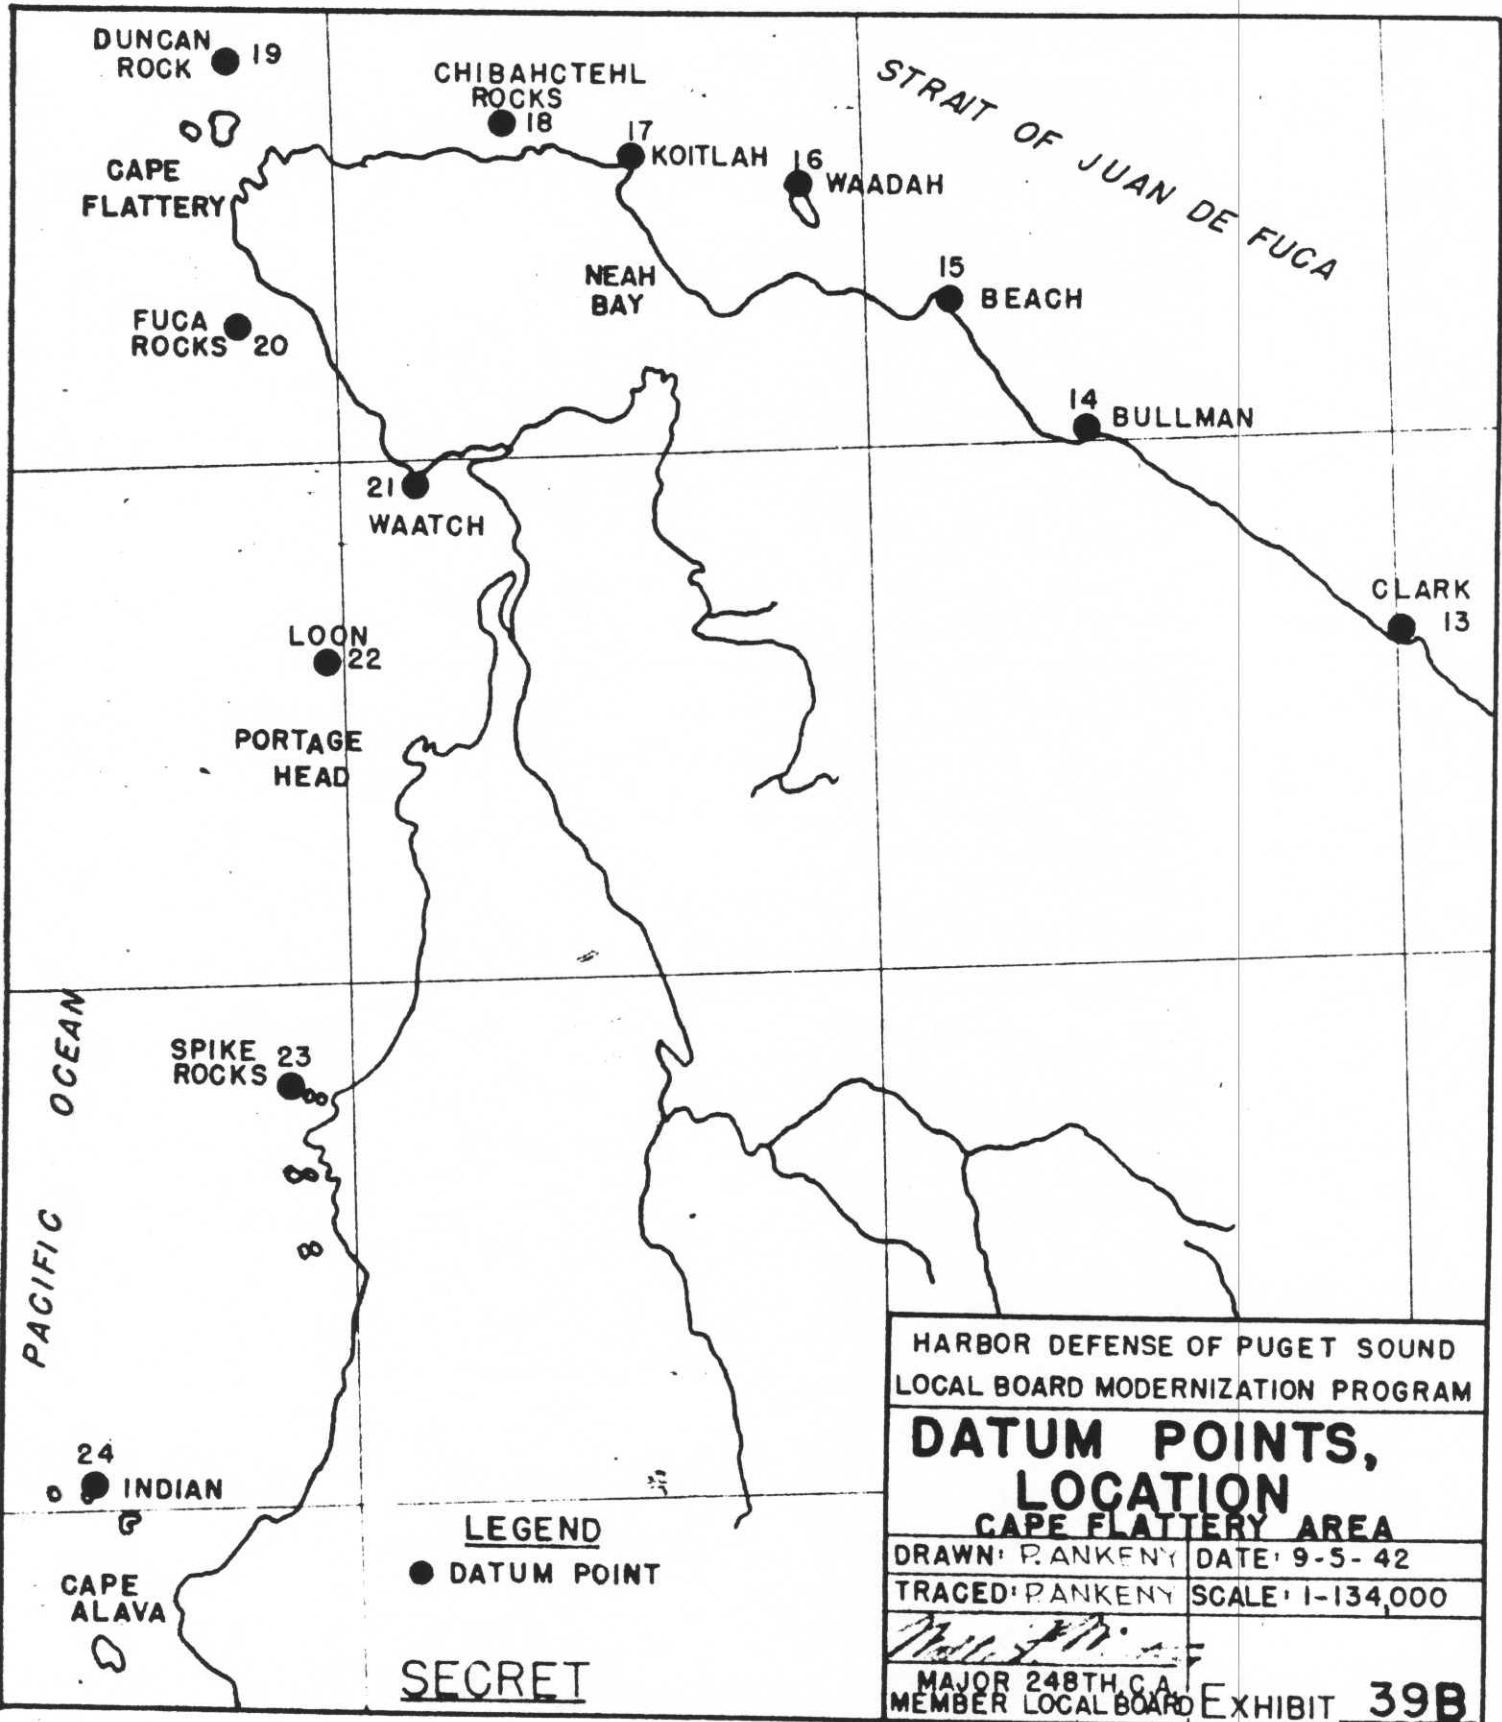 DUNCAN
ROCK 19
CHIBAHCTEHL
ROCKS
18
STRAIT OF JUAN DE FUCA
17
KOITLAH
16
WAADAH
CAPE
FLATTERY
NEAH
BAY
15
BEACH
FUCA
ROCKS 20
14
BULLMAN
21
WAATCH
CLARK
13
LOON
22
PORTAGE
HEAD
PACIFIC OCEAN
SPIKE 23
ROCKS
24
INDIAN
CAPE
ALAVA
LEGEND
DATUM POINT
SECRET
HARBOR DEFENSE OF PUGET SOUND
LOCAL BOARD MODERNIZATION PROGRAM
DATUM POINTS,
LOCATION
CAPE FLATTERY AREA
DRAWN: P. ANKENY DATE: 9-5-42
TRACED: P. ANKENY SCALE: 1-134,000
MAJOR 248TH C.A.
MEMBER LOCAL BOARD
EXHIBIT 39B